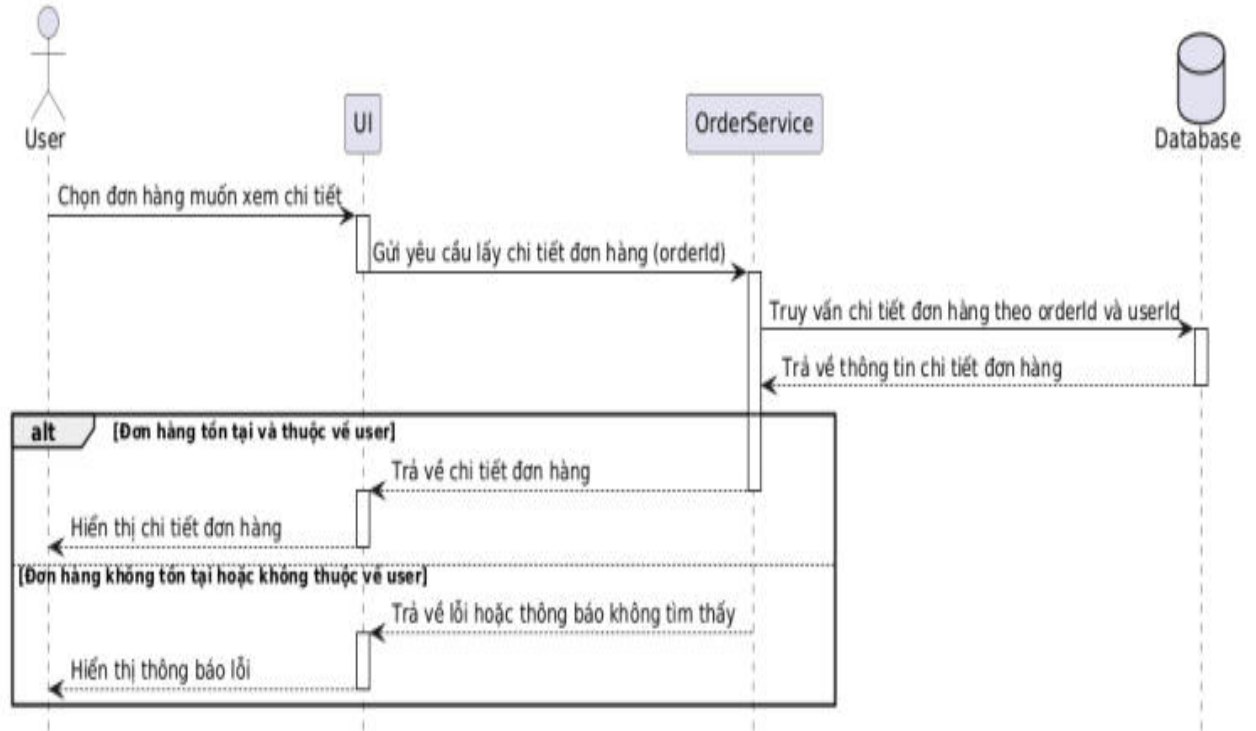 User
UI
OrderService
Database
Chọn đơn hàng muốn xem chi tiết
Gửi yêu cầu lấy chi tiết đơn hàng (orderId)
Truy vấn chi tiết đơn hàng theo orderId và userId
Trả về thông tin chi tiết đơn hàng
alt [Đơn hàng tồn tại và thuộc về user]
Trả về chi tiết đơn hàng
Hiển thị chi tiết đơn hàng
[Đơn hàng không tồn tại hoặc không thuộc về user]
Trả về lỗi hoặc thông báo không tìm thấy
Hiển thị thông báo lỗi